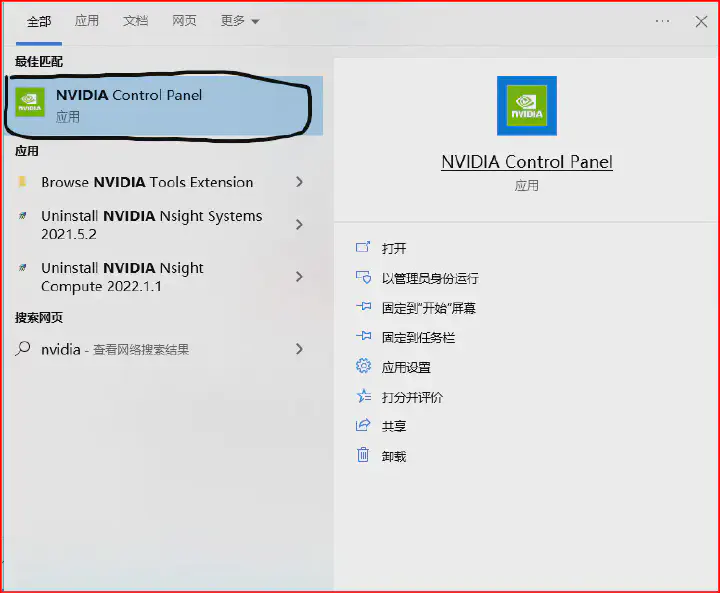 全部 应用 文档 网页 更多
最佳匹配
NVIDIA Control Panel
应用
应用
Browse NVIDIA Tools Extension
Uninstall NVIDIA Nsight Systems
2021.5.2
Uninstall NVIDIA Nsight
Compute 2022.1.1
搜索网页
nvidia - 查看网络搜索结果
NVIDIA
NVIDIA Control Panel
应用
打开
以管理员身份运行
固定到"开始"屏幕
固定到任务栏
应用设置
打分并评价
共享
卸载